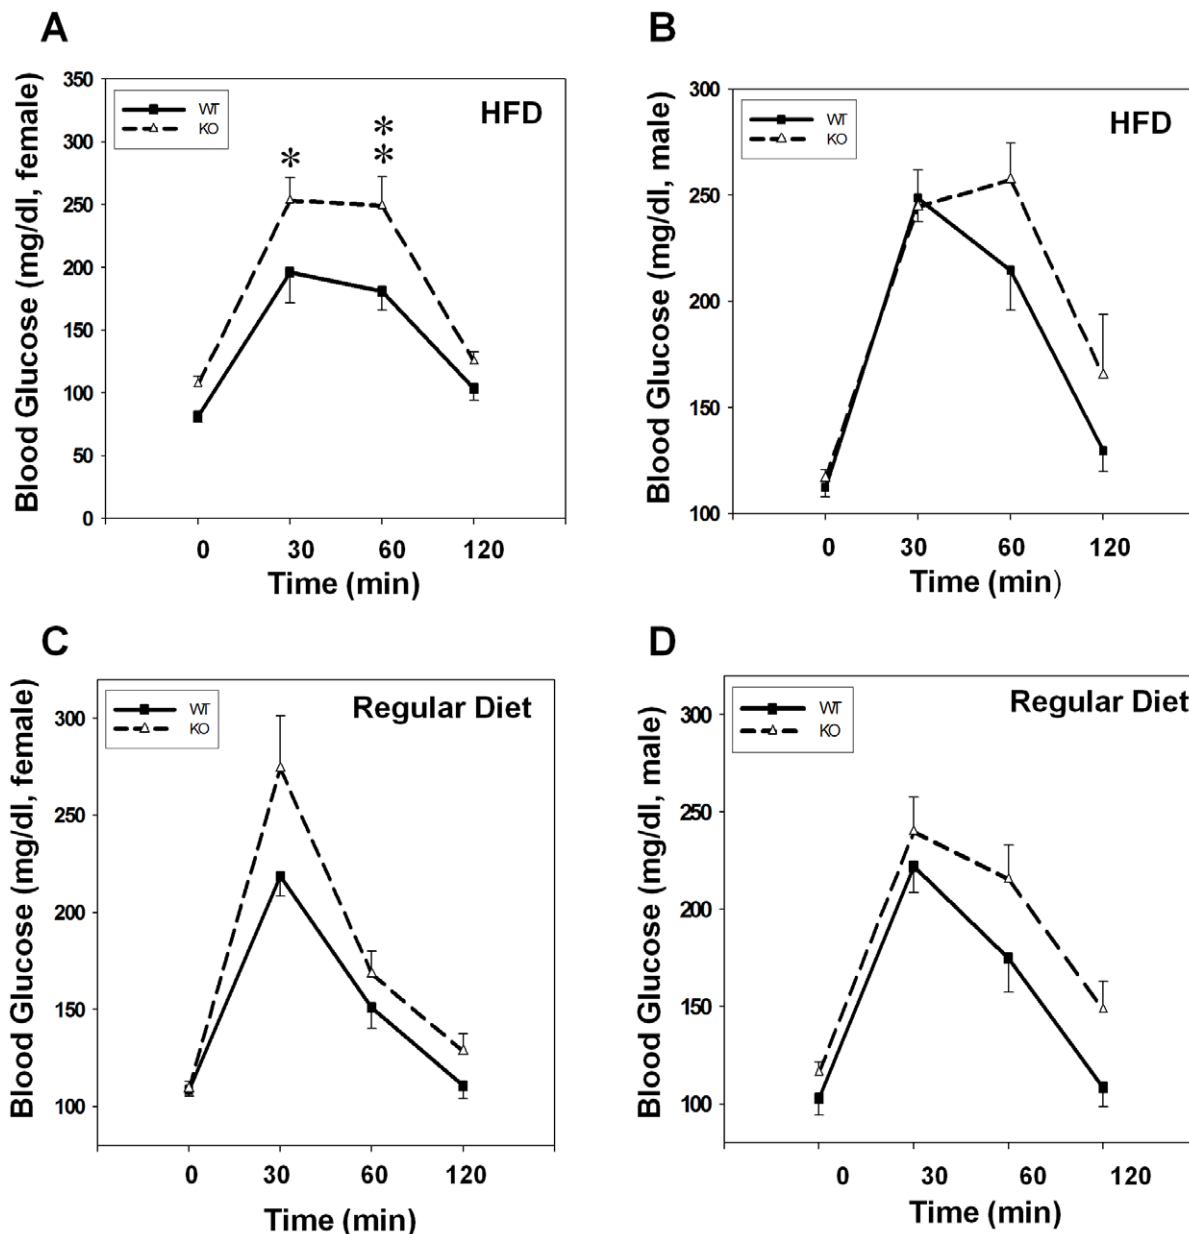 A
Blood Glucose (mg/dl, female)
350
300
250
200
150
100
50
0
WT
KO
HFD
*
*
*
0 30 60 120
Time (min)
B
Blood Glucose (mg/dl, male)
300
250
200
150
100
WT
KO
HFD
0 30 60 120
Time (min)
C
Blood Glucose (mg/dl, female)
300
250
200
150
100
WT
KO
Regular Diet
0 30 60 120
Time (min)
D
Blood Glucose (mg/dl, male)
300
250
200
150
100
WT
KO
Regular Diet
0 30 60 120
Time (min)